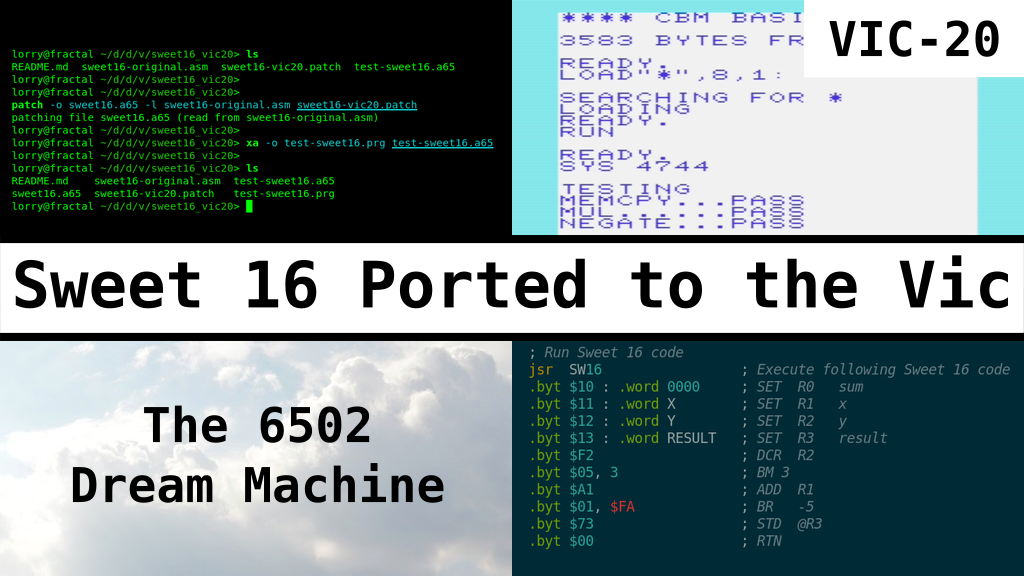 lorry@fractal ~/d/d/v/sweet16_vic20> ls
README.md  sweet16-original.asm  sweet16-vic20.patch  test-sweet16.a65
lorry@fractal ~/d/d/v/sweet16_vic20>
lorry@fractal ~/d/d/v/sweet16_vic20>
patch -o sweet16.a65 -l sweet16-original.asm sweet16-vic20.patch
patching file sweet16.a65 (read from sweet16-original.asm)
lorry@fractal ~/d/d/v/sweet16_vic20>
lorry@fractal ~/d/d/v/sweet16_vic20> xa -o test-sweet16.prg test-sweet16.a65
lorry@fractal ~/d/d/v/sweet16_vic20>
lorry@fractal ~/d/d/v/sweet16_vic20> ls
README.md    sweet16-original.asm  test-sweet16.a65
sweet16.a65  sweet16-vic20.patch   test-sweet16.prg
lorry@fractal ~/d/d/v/sweet16_vic20>
**** CBM BASI
3583 BYTES FR
READY.
LOAD"*",8,1:
SEARCHING FOR *
LOADING
READY.
RUN
READY.
SYS 4744
TESTING
MEMCPY...PASS
MUL......PASS
NEGATE...PASS
VIC-20
Sweet 16 Ported to the Vic
The 6502
Dream Machine
; Run Sweet 16 code
jsr  SW16 ; Execute following Sweet 16 code
.byt $10 : .word 0000 ; SET  R0   sum
.byt $11 : .word X ; SET  R1   x
.byt $12 : .word Y ; SET  R2   y
.byt $13 : .word RESULT ; SET  R3   result
.byt $F2 ; DCR  R2
.byt $05, 3 ; BM 3
.byt $A1 ; ADD  R1
.byt $01, $FA ; BR   -5
.byt $73 ; STD  @R3
.byt $00 ; RTN